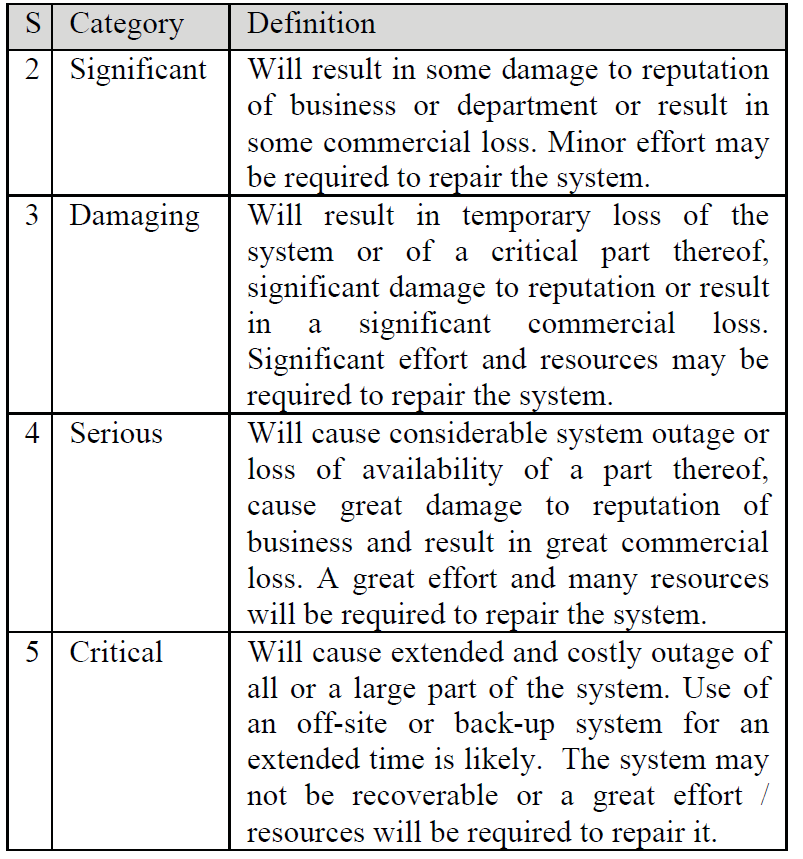 S Category Definition
2 Significant Will result in some damage to reputation
of business or department or result in
some commercial loss. Minor effort may
be required to repair the system.
3 Damaging Will result in temporary loss of the
system or of a critical part thereof,
significant damage to reputation or result
in a significant commercial loss.
Significant effort and resources may be
required to repair the system.
4 Serious Will cause considerable system outage or
loss of availability of a part thereof,
cause great damage to reputation of
business and result in great commercial
loss. A great effort and many resources
will be required to repair the system.
5 Critical Will cause extended and costly outage of
all or a large part of the system. Use of
an off-site or back-up system for an
extended time is likely. The system may
not be recoverable or a great effort /
resources will be required to repair it.